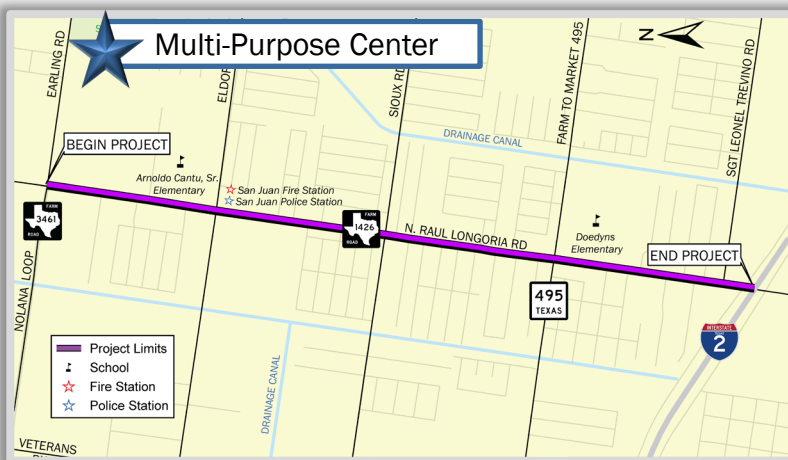 Multi-Purpose Center
EARLING RD
SIOUX RD
FARM TO MARKET 495
N
SGT LEONEL TREVINO RD
BEGIN PROJECT
DRAINAGE CANAL
Arnoldo Cantu, Sr.
Elementary
San Juan Fire Station
San Juan Police Station
FARM
3461
ROAD
FARM
1426
ROAD
N. RAUL LONGORIA RD
Doedyns
Elementary
END PROJECT
NOLANA LOOP
495
TEXAS
INTERSTATE
2
Project Limits
School
Fire Station
Police Station
DRAINAGE CANAL
VETERANS